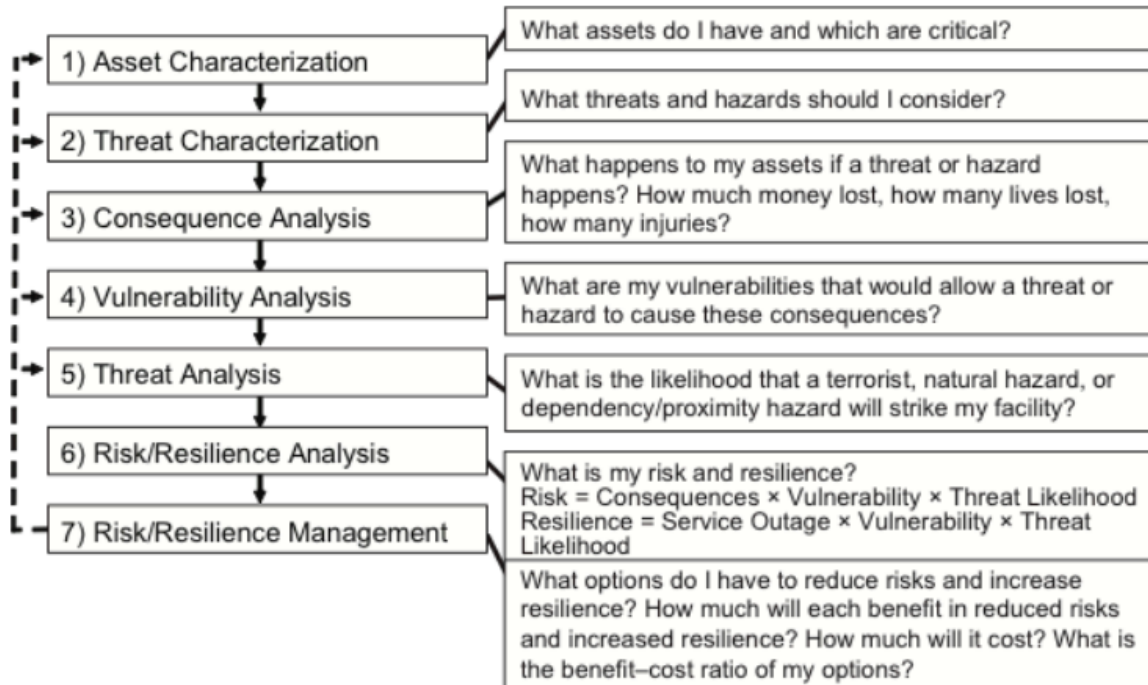 1) Asset Characterization
What assets do I have and which are critical?
2) Threat Characterization
What threats and hazards should I consider?
3) Consequence Analysis
What happens to my assets if a threat or hazard
happens? How much money lost, how many lives lost,
how many injuries?
4) Vulnerability Analysis
What are my vulnerabilities that would allow a threat or
hazard to cause these consequences?
5) Threat Analysis
What is the likelihood that a terrorist, natural hazard, or
dependency/proximity hazard will strike my facility?
6) Risk/Resilience Analysis
What is my risk and resilience?
Risk = Consequences × Vulnerability × Threat Likelihood
Resilience = Service Outage × Vulnerability × Threat
Likelihood
7) Risk/Resilience Management
What options do I have to reduce risks and increase
resilience? How much will each benefit in reduced risks
and increased resilience? How much will it cost? What is
the benefit–cost ratio of my options?